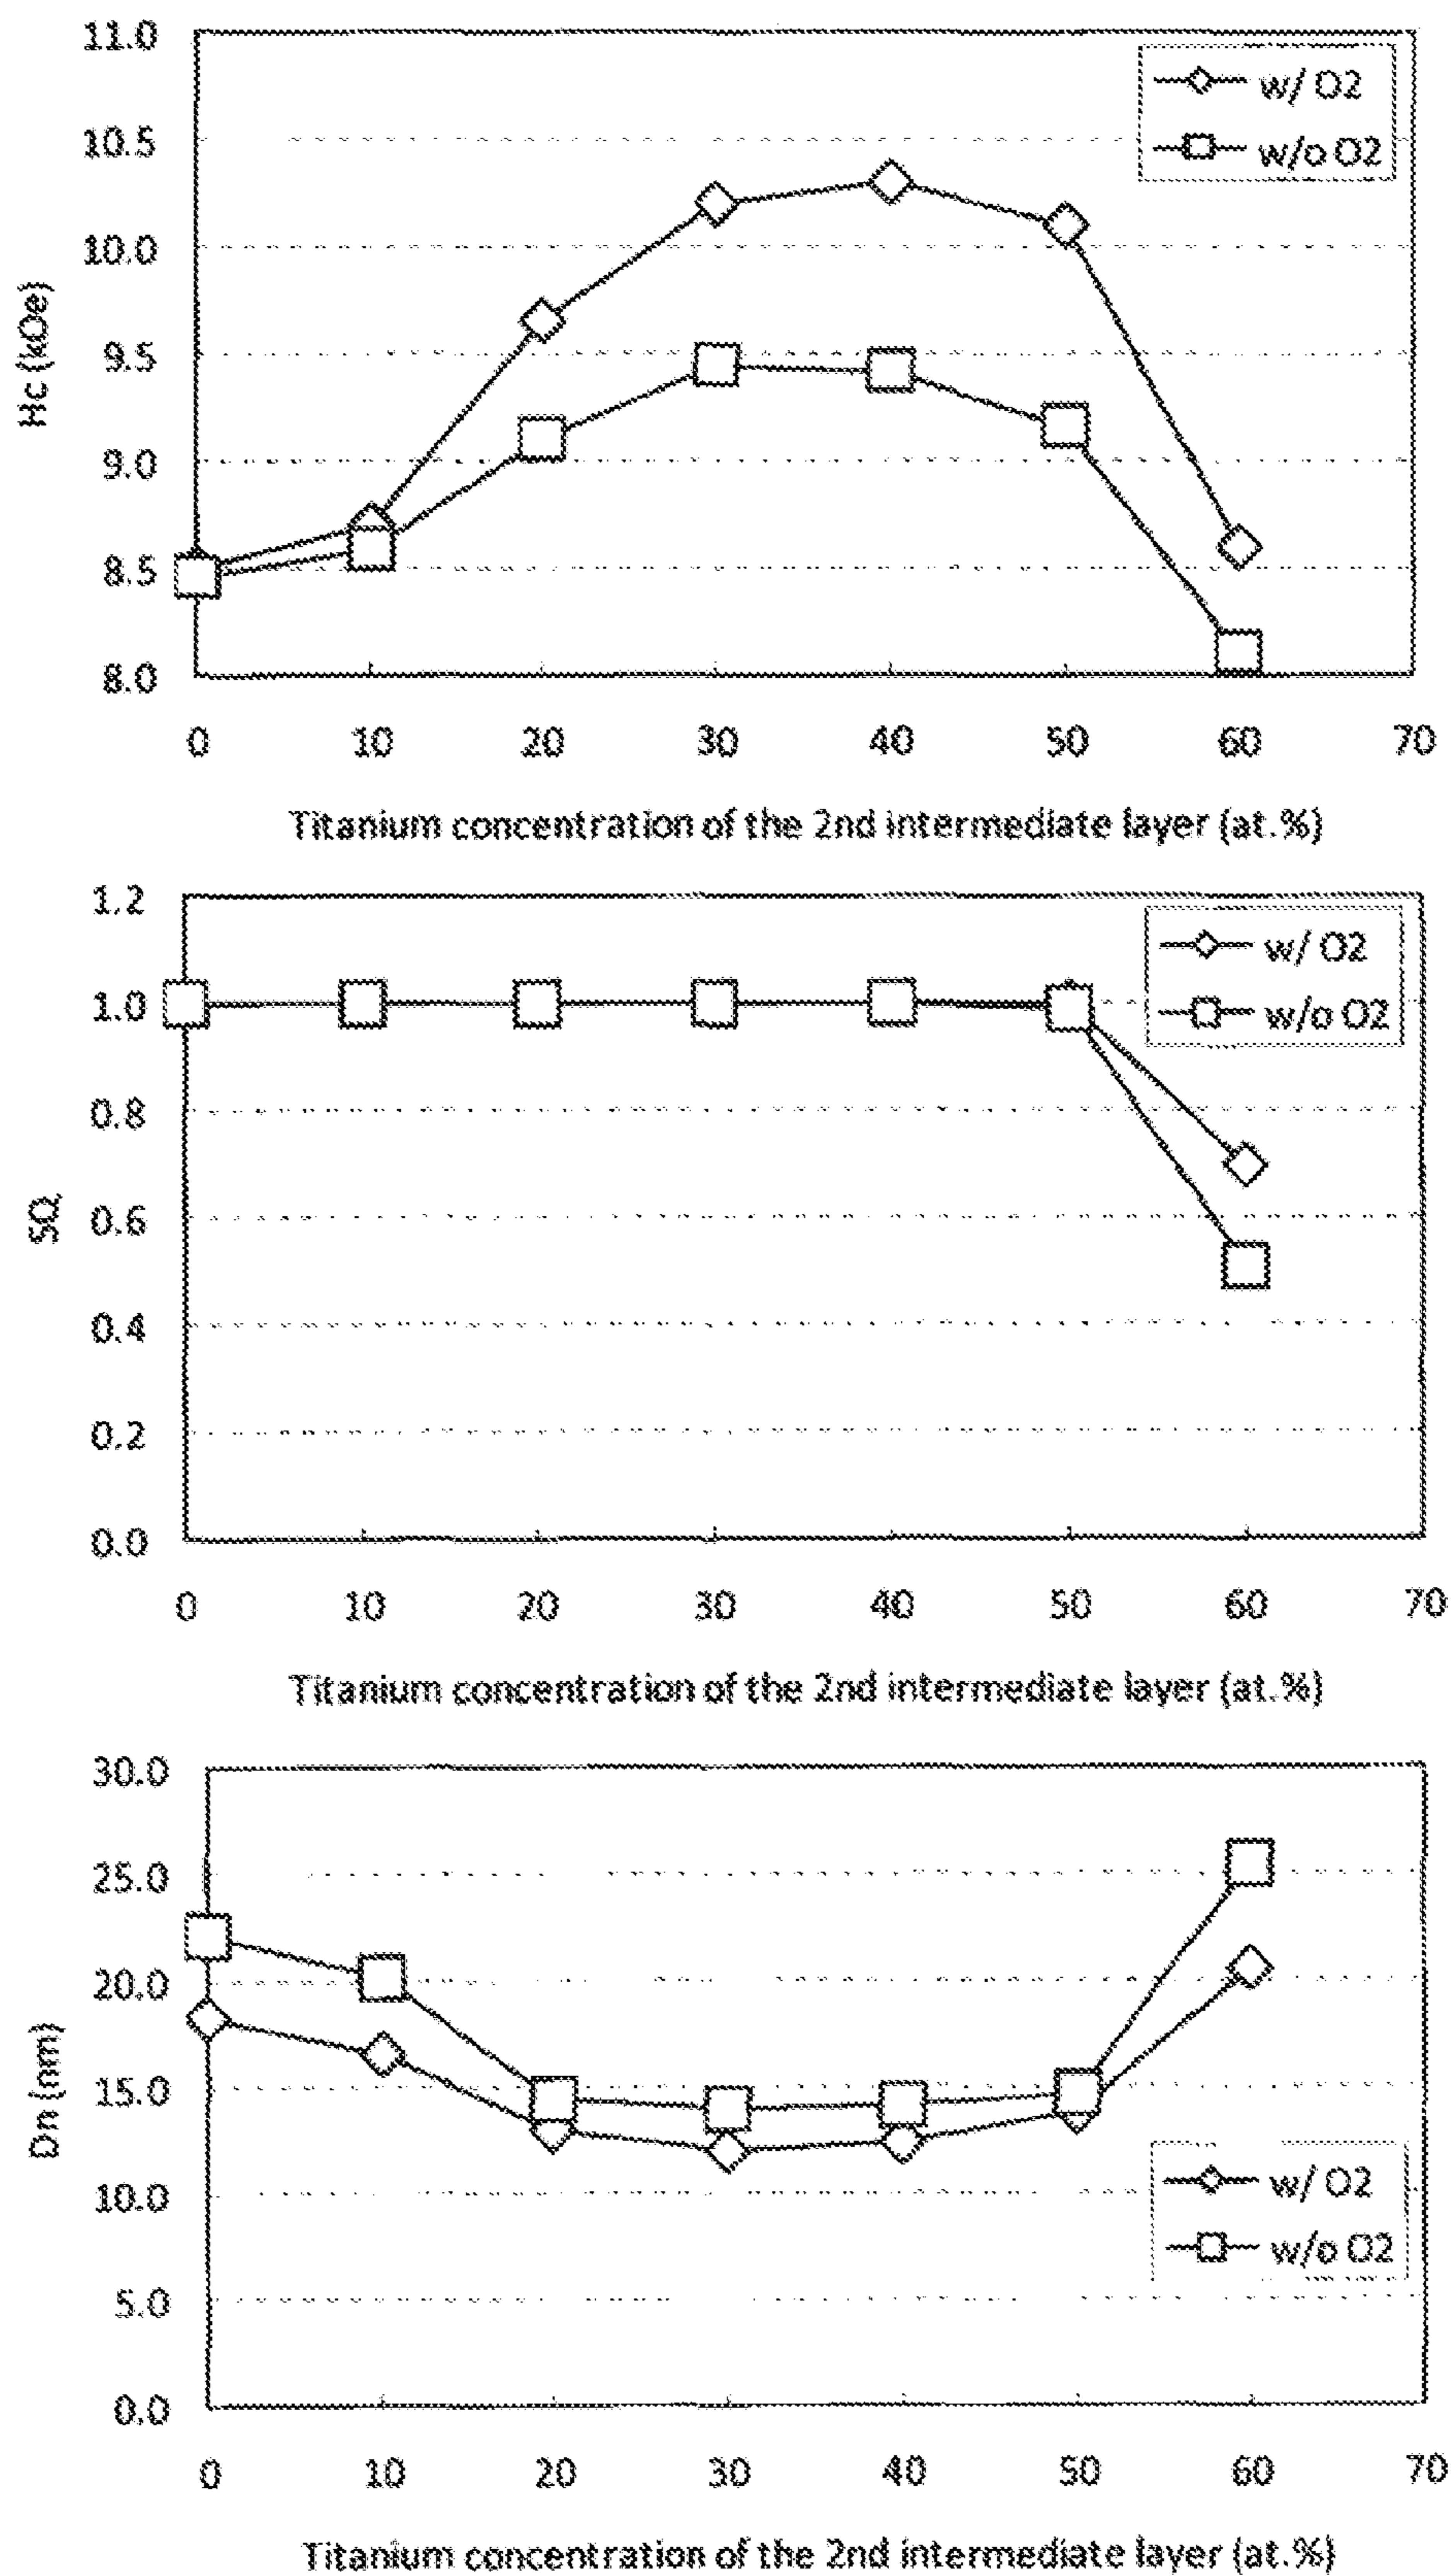 11.0
10.5
10.0
9.5
9.0
8.5
8.0
Hc (kOe)
w/ O2
w/o O2
0 10 20 30 40 50 60 70
Titanium concentration of the 2nd intermediate layer (at.%)
1.2
1.0
0.8
0.6
0.4
0.2
0.0
SQ
w/ O2
w/o O2
0 10 20 30 40 50 60 70
Titanium concentration of the 2nd intermediate layer (at.%)
30.0
25.0
20.0
15.0
10.0
5.0
0.0
Dn (nm)
w/ O2
w/o O2
0 10 20 30 40 50 60 70
Titanium concentration of the 2nd intermediate layer (at.%)